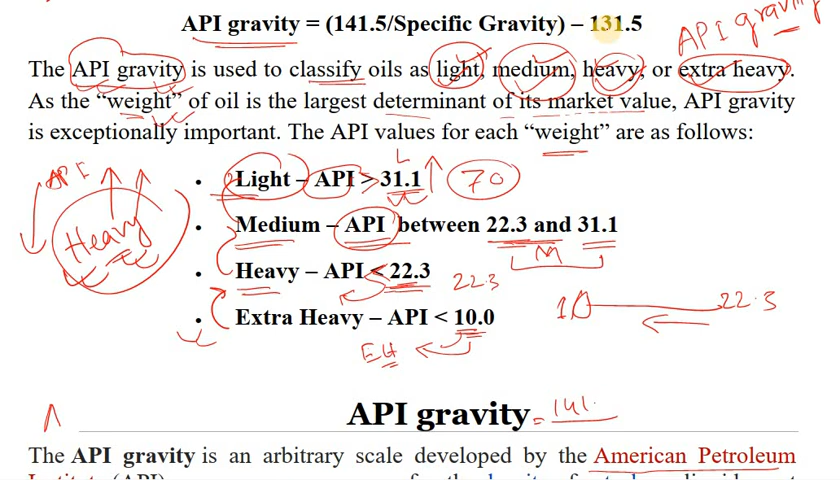 API gravity = (141.5/Specific Gravity) – 131.5
API gravity
The API gravity is used to classify oils as light, medium, heavy, or extra heavy.
As the “weight” of oil is the largest determinant of its market value, API gravity
is exceptionally important. The API values for each “weight” are as follows:
L
API
• Light – API > 31.1 70
Heavy
• Medium – API between 22.3 and 31.1
M
• Heavy – API < 22.3 22.3
10 22.3
• Extra Heavy – API < 10.0
EH
API gravity = 141.
The API gravity is an arbitrary scale developed by the American Petroleum